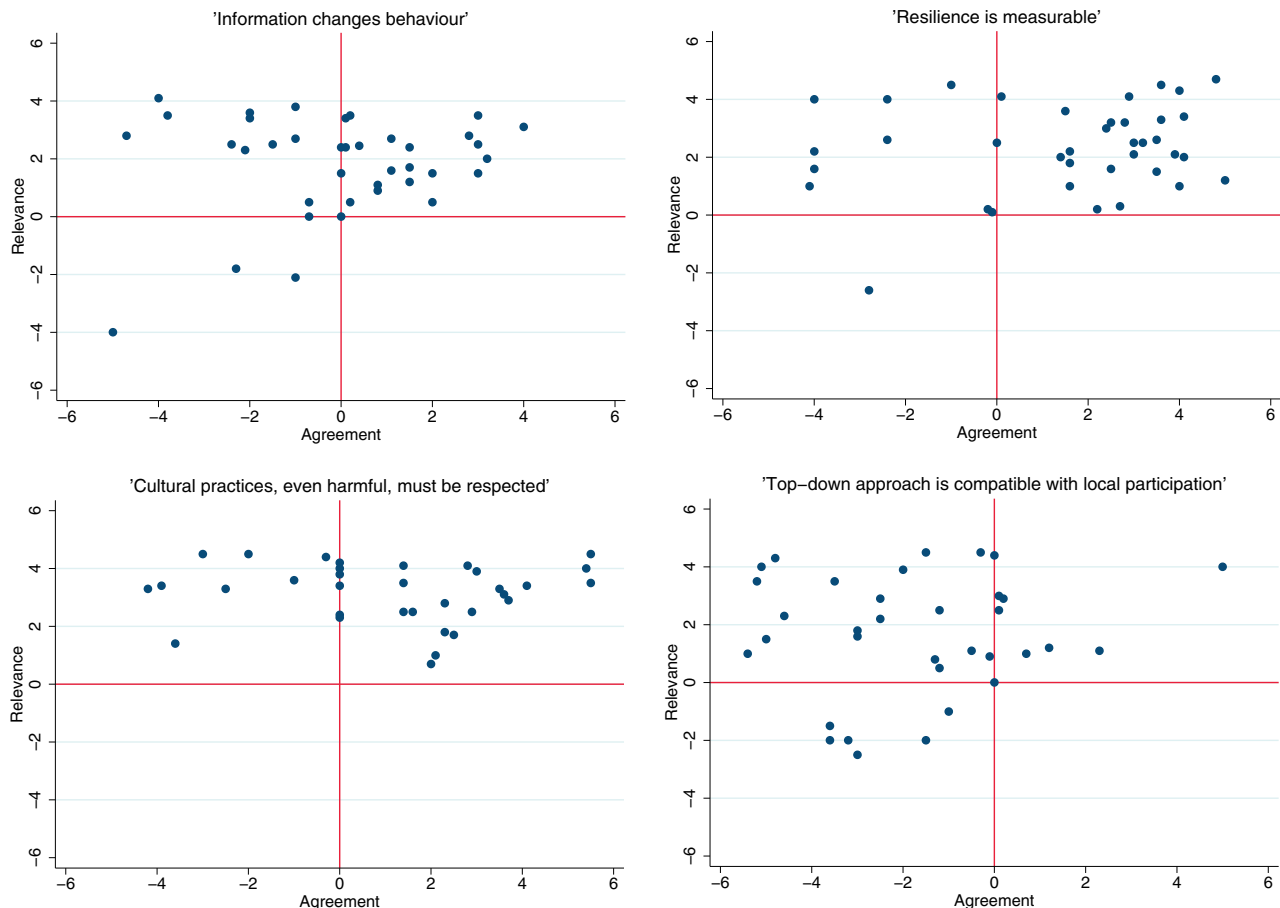 'Information changes behaviour'
6
4
2
0
−2
−4
−6
Relevance
−6 −4 −2 0 2 4 6
Agreement
'Resilience is measurable'
6
4
2
0
−2
−4
−6
Relevance
−6 −4 −2 0 2 4 6
Agreement
'Cultural practices, even harmful, must be respected'
6
4
2
0
−2
−4
−6
Relevance
−6 −4 −2 0 2 4 6
Agreement
'Top−down approach is compatible with local participation'
6
4
2
0
−2
−4
−6
Relevance
−6 −4 −2 0 2 4 6
Agreement